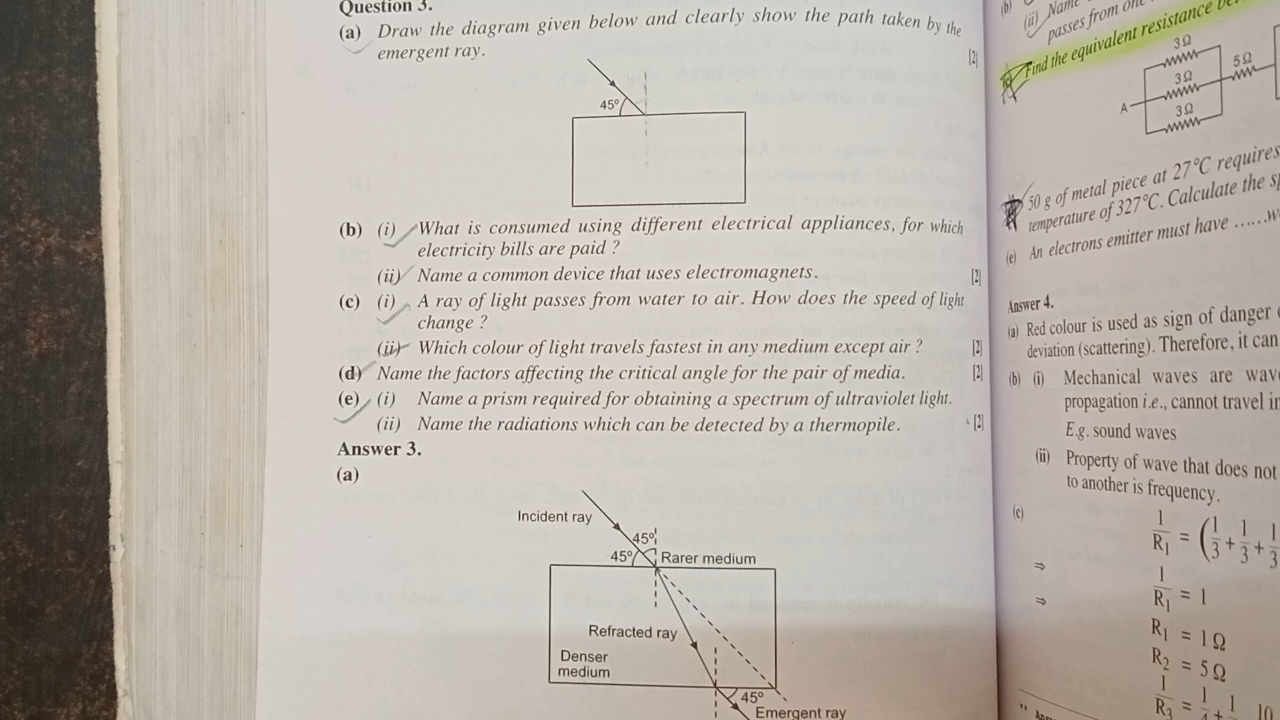 Question 3.
(a) Draw the diagram given below and clearly show the path taken by the
emergent ray. [2]
45°
(b) (i) What is consumed using different electrical appliances, for which
electricity bills are paid ?
(ii) Name a common device that uses electromagnets. [2]
(c) (i) A ray of light passes from water to air. How does the speed of light
change ?
(ii) Which colour of light travels fastest in any medium except air ? [2]
(d) Name the factors affecting the critical angle for the pair of media. [2]
(e) (i) Name a prism required for obtaining a spectrum of ultraviolet light.
(ii) Name the radiations which can be detected by a thermopile. [2]
Answer 3.
(a)
Incident ray
45°
45°
Rarer medium
Refracted ray
Denser
medium
45°
Emergent ray
(b)
(ii) Name
passes from
Find the equivalent resistance
3Ω
3Ω
5Ω
A
3Ω
50 g of metal piece at 27°C requires
temperature of 327°C. Calculate the
(e) An electrons emitter must have ......
Answer 4.
(a) Red colour is used as sign of danger
deviation (scattering). Therefore, it can
(b) (i) Mechanical waves are
propagation i.e., cannot travel
E.g. sound waves
(ii) Property of wave that does not
to another is frequency.
(c) 1/R₁ = (1/3 + 1/3 + 1/3
⇒ 1/R₁ = 1
⇒ R₁ = 1 Ω
R₂ = 5 Ω
1/R₃ = 1/